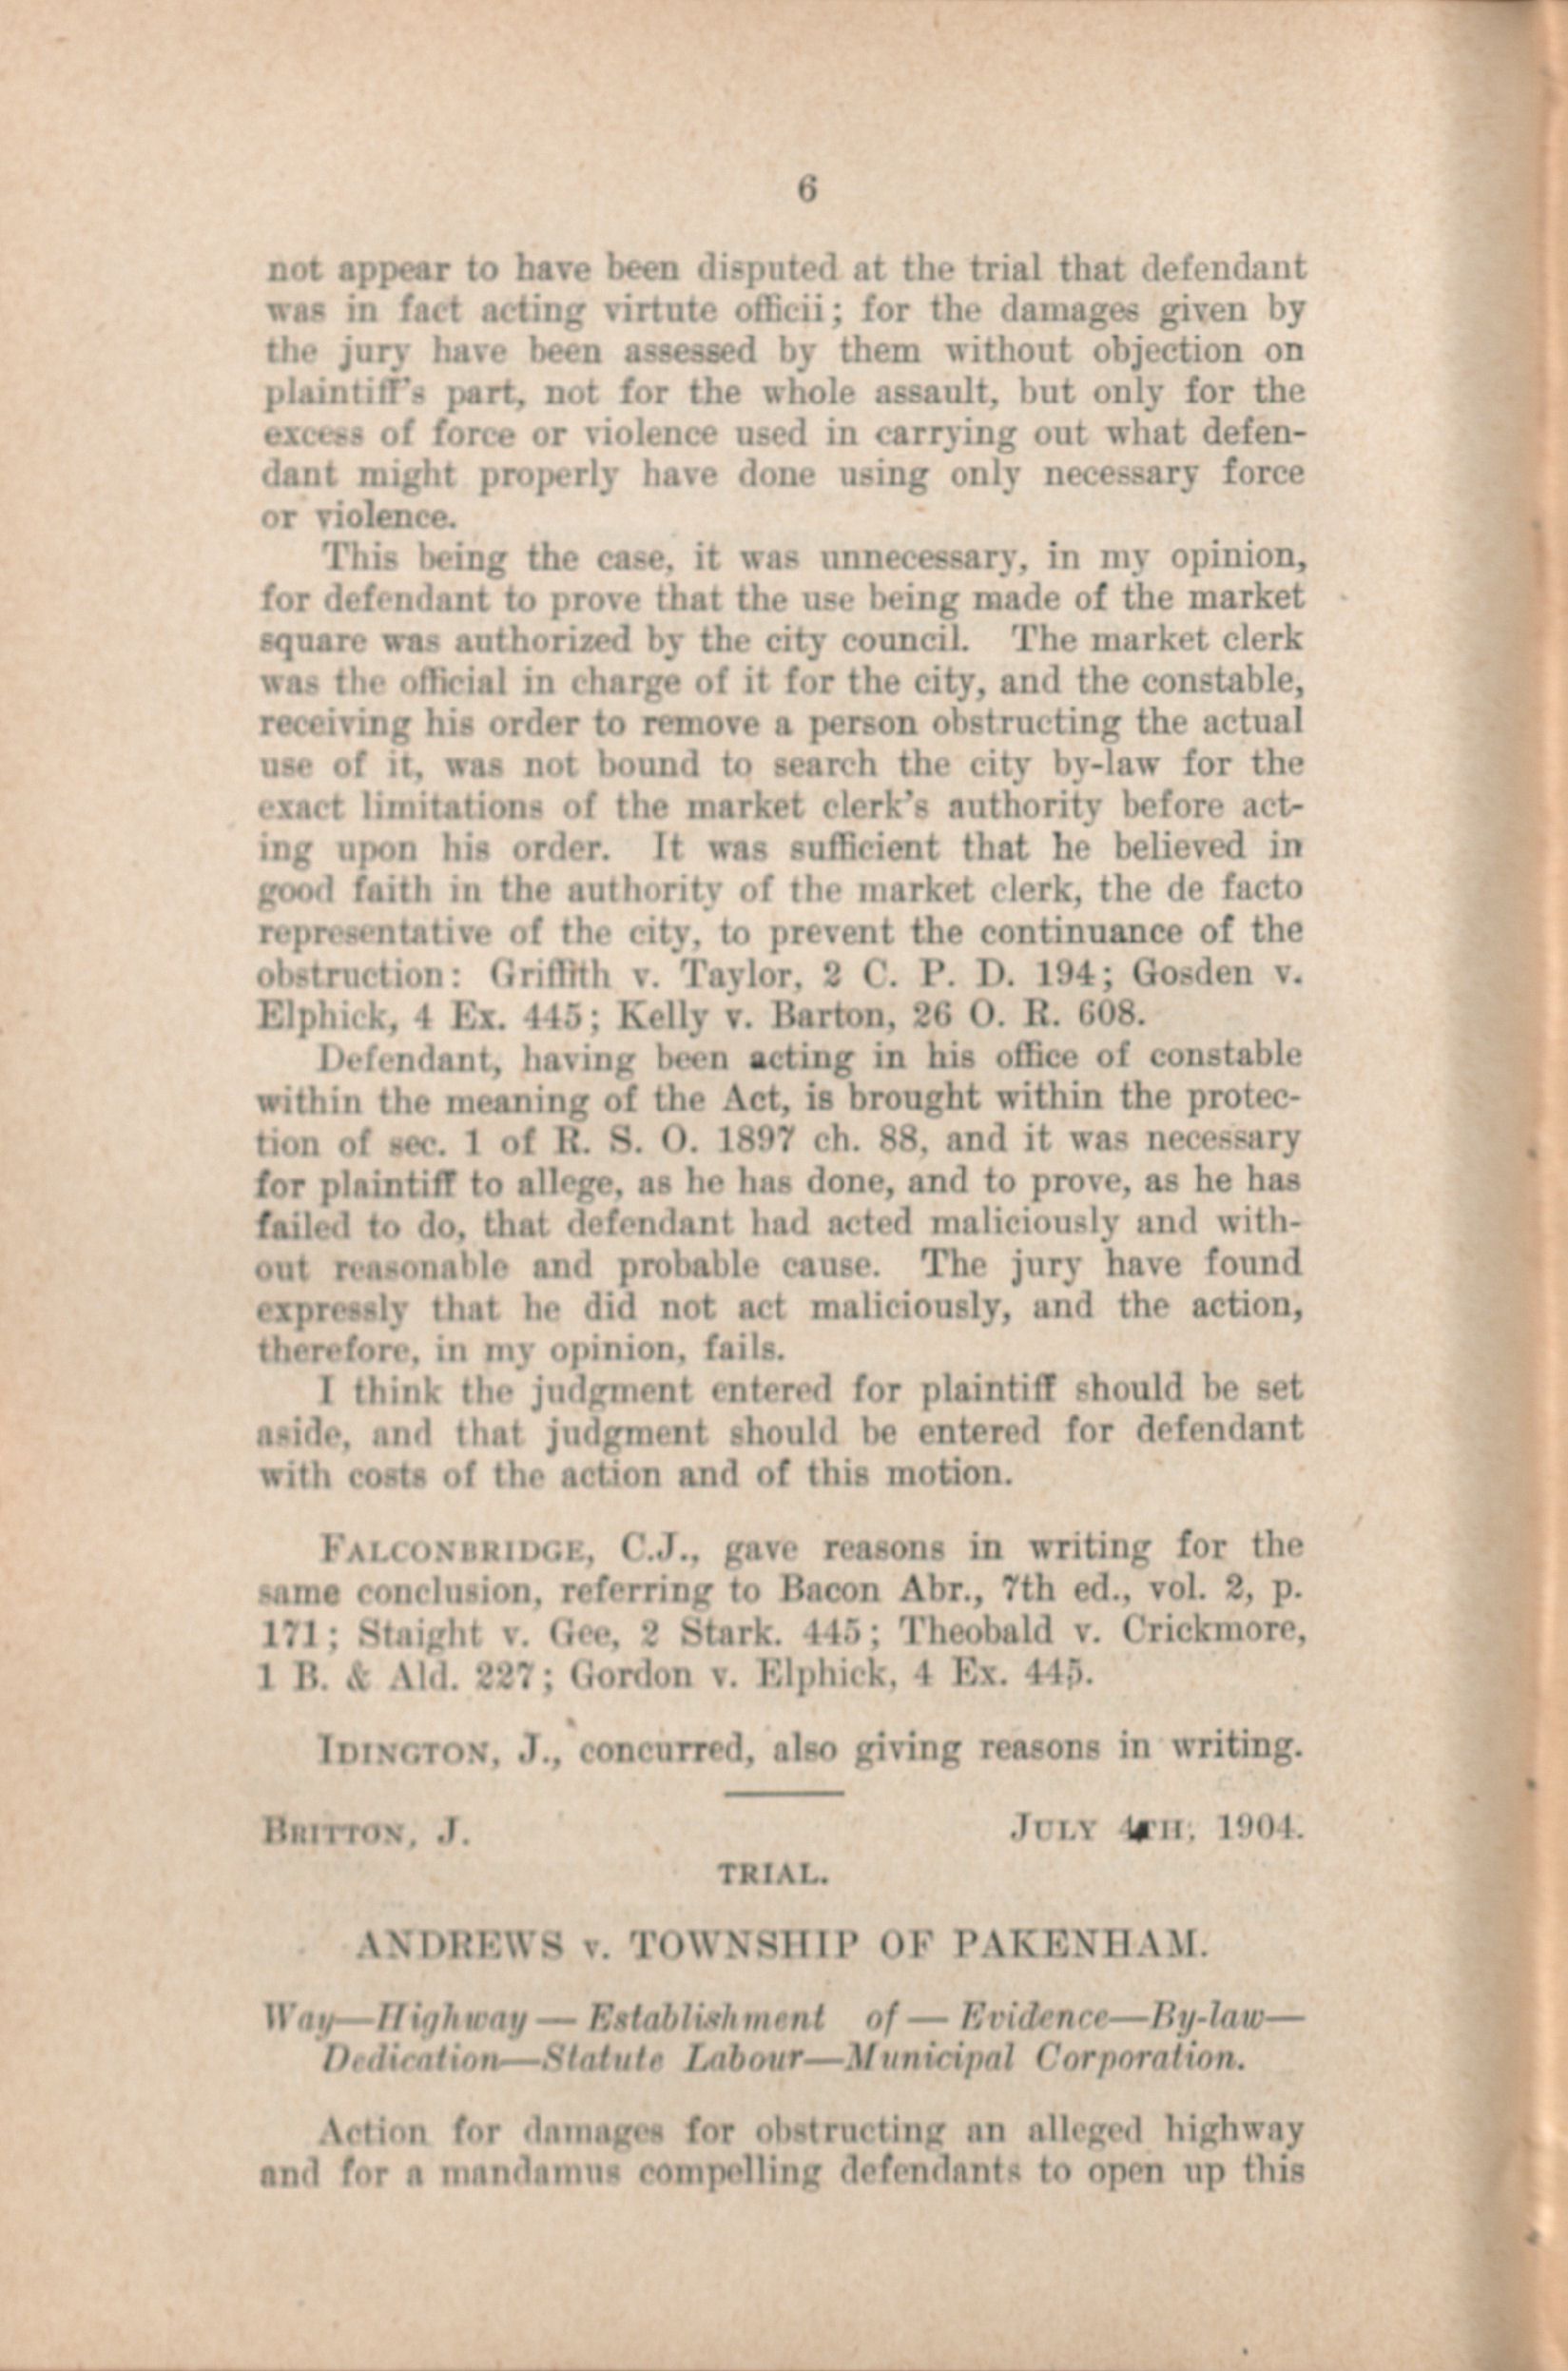 6
not appear to have been disputed at the trial that defendant
was in fact acting virtute officii; for the damages given by
the jury have been assessed by them without objection on
plaintiff's part, not for the whole assault, but only for the
excess of force or violence used in carrying out what defen-
dant might properly have done using only necessary force
or violence.
This being the case, it was unnecessary, in my opinion,
for defendant to prove that the use being made of the market
square was authorized by the city council. The market clerk
was the official in charge of it for the city, and the constable,
receiving his order to remove a person obstructing the actual
use of it, was not bound to search the city by-law for the
exact limitations of the market clerk's authority before act-
ing upon his order. It was sufficient that he believed in
good faith in the authority of the market clerk, the de facto
representative of the city, to prevent the continuance of the
obstruction: Griffith v. Taylor, 2 C. P. D. 194; Gosden v.
Elphick, 4 Ex. 445; Kelly v. Barton, 26 O. R. 608.
Defendant, having been acting in his office of constable
within the meaning of the Act, is brought within the protec-
tion of sec. 1 of R. S. O. 1897 ch. 88, and it was necessary
for plaintiff to allege, as he has done, and to prove, as he has
failed to do, that defendant had acted maliciously and with-
out reasonable and probable cause. The jury have found
expressly that he did not act maliciously, and the action,
therefore, in my opinion, fails.
I think the judgment entered for plaintiff should be set
aside, and that judgment should be entered for defendant
with costs of the action and of this motion.
FALCONBRIDGE, C.J., gave reasons in writing for the
same conclusion, referring to Bacon Abr., 7th ed., vol. 2, p.
171; Staight v. Gee, 2 Stark. 445; Theobald v. Crickmore,
1 B. & Ald. 227; Gordon v. Elphick, 4 Ex. 445.
IDINGTON, J., concurred, also giving reasons in writing.
BRITTON, J. JULY 4TH, 1904.
TRIAL.
ANDREWS v. TOWNSHIP OF PAKENHAM.
Way—Highway — Establishment of — Evidence—By-law—
Dedication—Statute Labour—Municipal Corporation.
Action for damages for obstructing an alleged highway
and for a mandamus compelling defendants to open up this